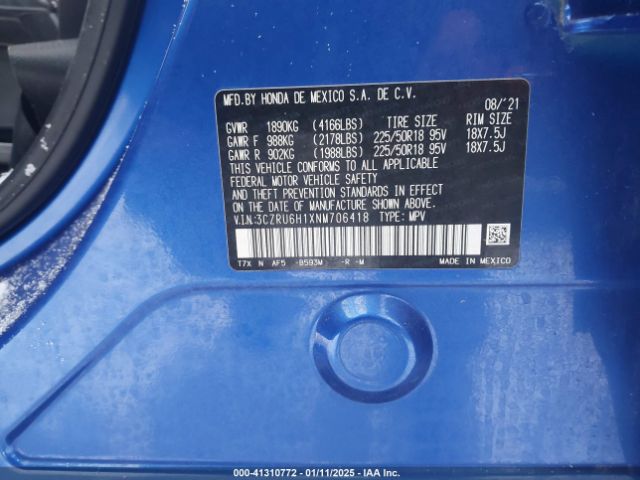 MFD.BY HONDA DE MEXICO S.A. DE C.V.
08/'21
GVWR 1890KG (4166LBS) TIRE SIZE RIM SIZE
GAWR F 988KG (2178LBS) 225/50R18 95V 18X7.5J
GAWR R 902KG (1988LBS) 225/50R18 95V 18X7.5J
THIS VEHICLE CONFORMS TO ALL APPLICABLE
FEDERAL MOTOR VEHICLE SAFETY
AND THEFT PREVENTION STANDARDS IN EFFECT
ON THE DATE OF MANUFACTURE SHOWN ABOVE.
V.I.N:3CZRU6H1XNM706418 TYPE: MPV
T7X N AF5 -B593M -R -M MADE IN MEXICO
000-41310772 - 01/11/2025 - IAA Inc.